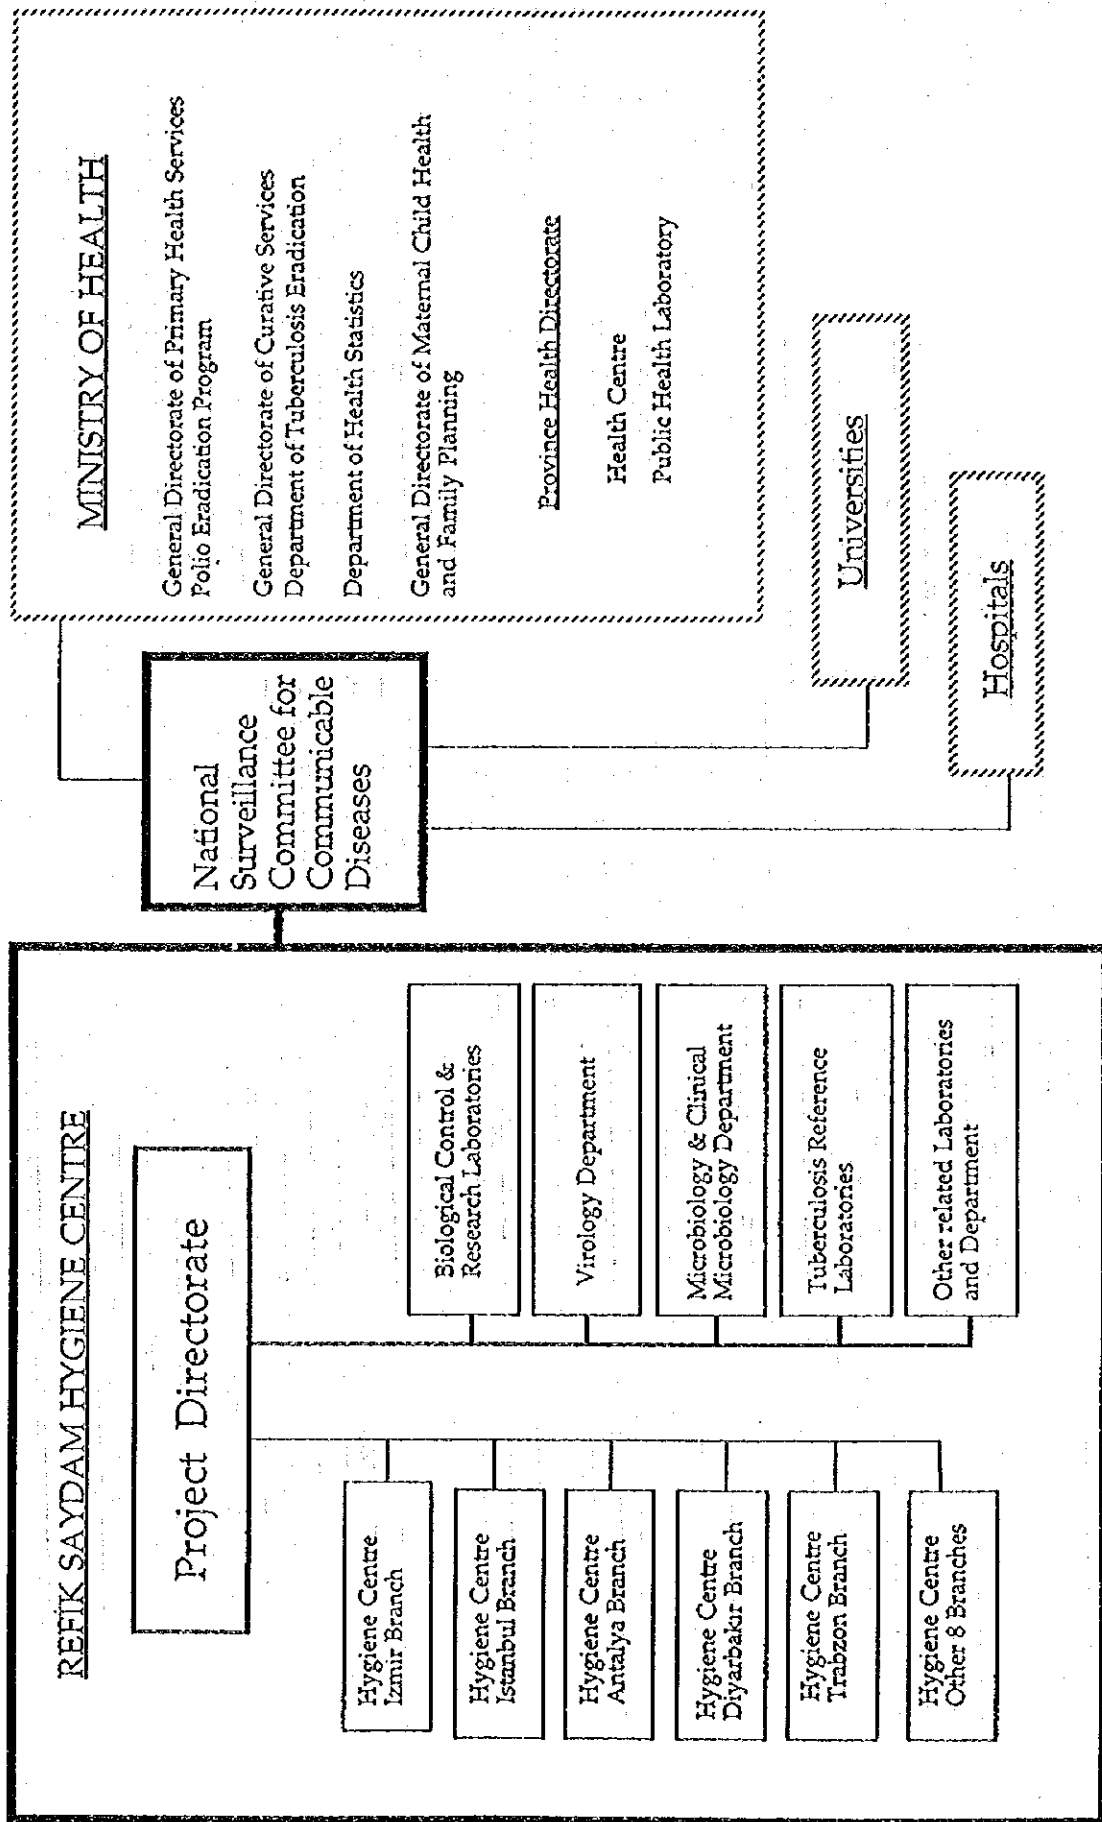 REFİK SAYDAM HYGIENE CENTRE
Project Directorate
Hygiene Centre
Izmir Branch
Hygiene Centre
Istanbul Branch
Hygiene Centre
Antalya Branch
Hygiene Centre
Diyarbakır Branch
Hygiene Centre
Trabzon Branch
Hygiene Centre
Other 8 Branches
Biological Control &
Research Laboratories
Virology Department
Microbiology & Clinical
Microbiology Department
Tuberculosis Reference
Laboratories
Other related Laboratories
and Department
National
Surveillance
Committee for
Communicable
Diseases
MINISTRY OF HEALTH
General Directorate of Primary Health Services
Polio Eradication Program
General Directorate of Curative Services
Department of Tuberculosis Eradication
Department of Health Statistics
General Directorate of Maternal Child Health
and Family Planning
Province Health Directorate
Health Centre
Public Health Laboratory
Universities
Hospitals